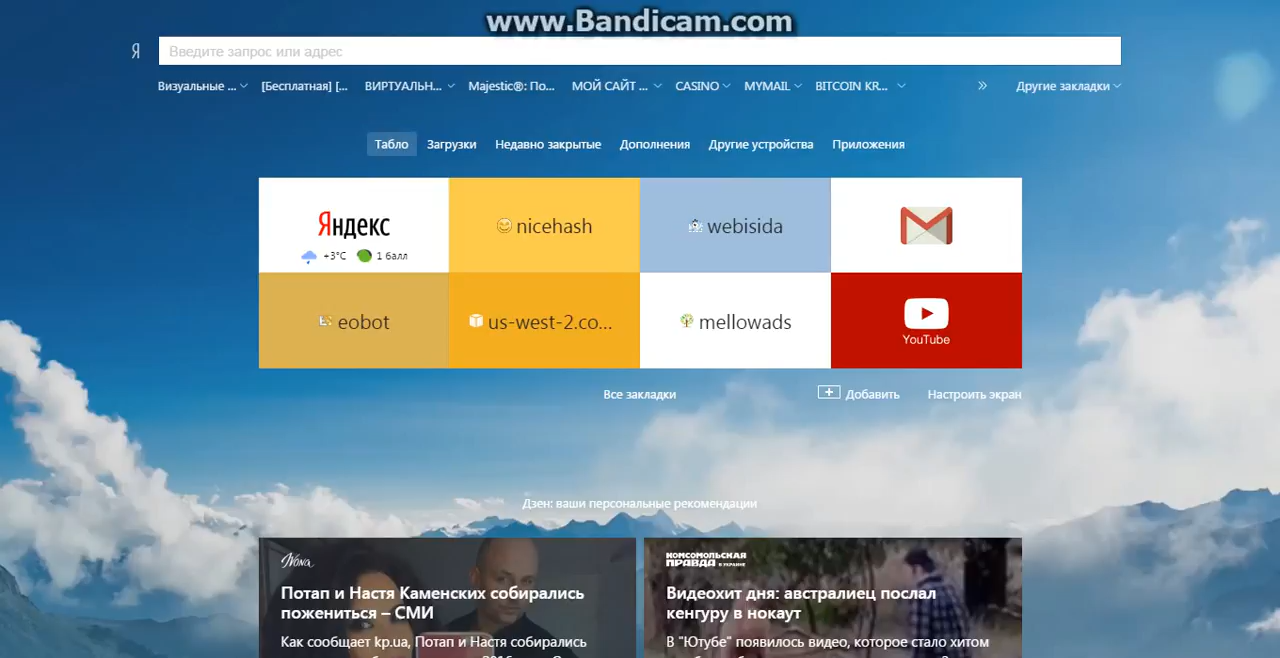 www.Bandicam.com
Я Введите запрос или адрес
Визуальные ... [Бесплатная] [... ВИРТУАЛЬН... Majestic®: По... МОЙ САЙТ ... CASINO MYMAIL BITCOIN KR... » Другие закладки
Табло Загрузки Недавно закрытые Дополнения Другие устройства Приложения
Яндекс
+3°C 1 балл
nicehash
webisida
eobot
us-west-2.co...
mellowads
YouTube
Все закладки Добавить Настроить экран
Дзен: ваши персональные рекомендации
Потап и Настя Каменских собирались
пожениться – СМИ
Как сообщает kp.ua, Потап и Настя собирались
КОМСОМОЛЬСКАЯ
ПРАВДА В УКРАИНЕ
Видеохит дня: австралиец послал
кенгуру в нокаут
В "Ютубе" появилось видео, которое стало хитом